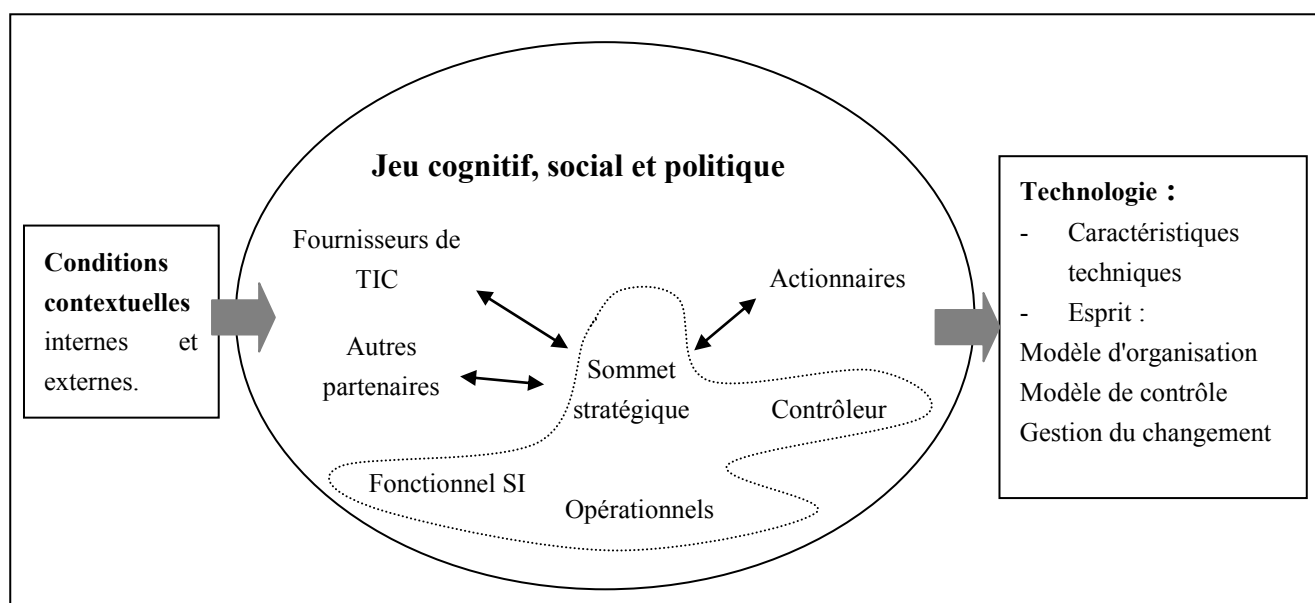 Conditions
contextuelles
internes et
externes.
Jeu cognitif, social et politique
Fournisseurs de
TIC
Actionnaires
Autres
partenaires
Sommet
stratégique
Contrôleur
Fonctionnel SI
Opérationnels
Technologie :
- Caractéristiques
techniques
- Esprit :
Modèle d'organisation
Modèle de contrôle
Gestion du changement